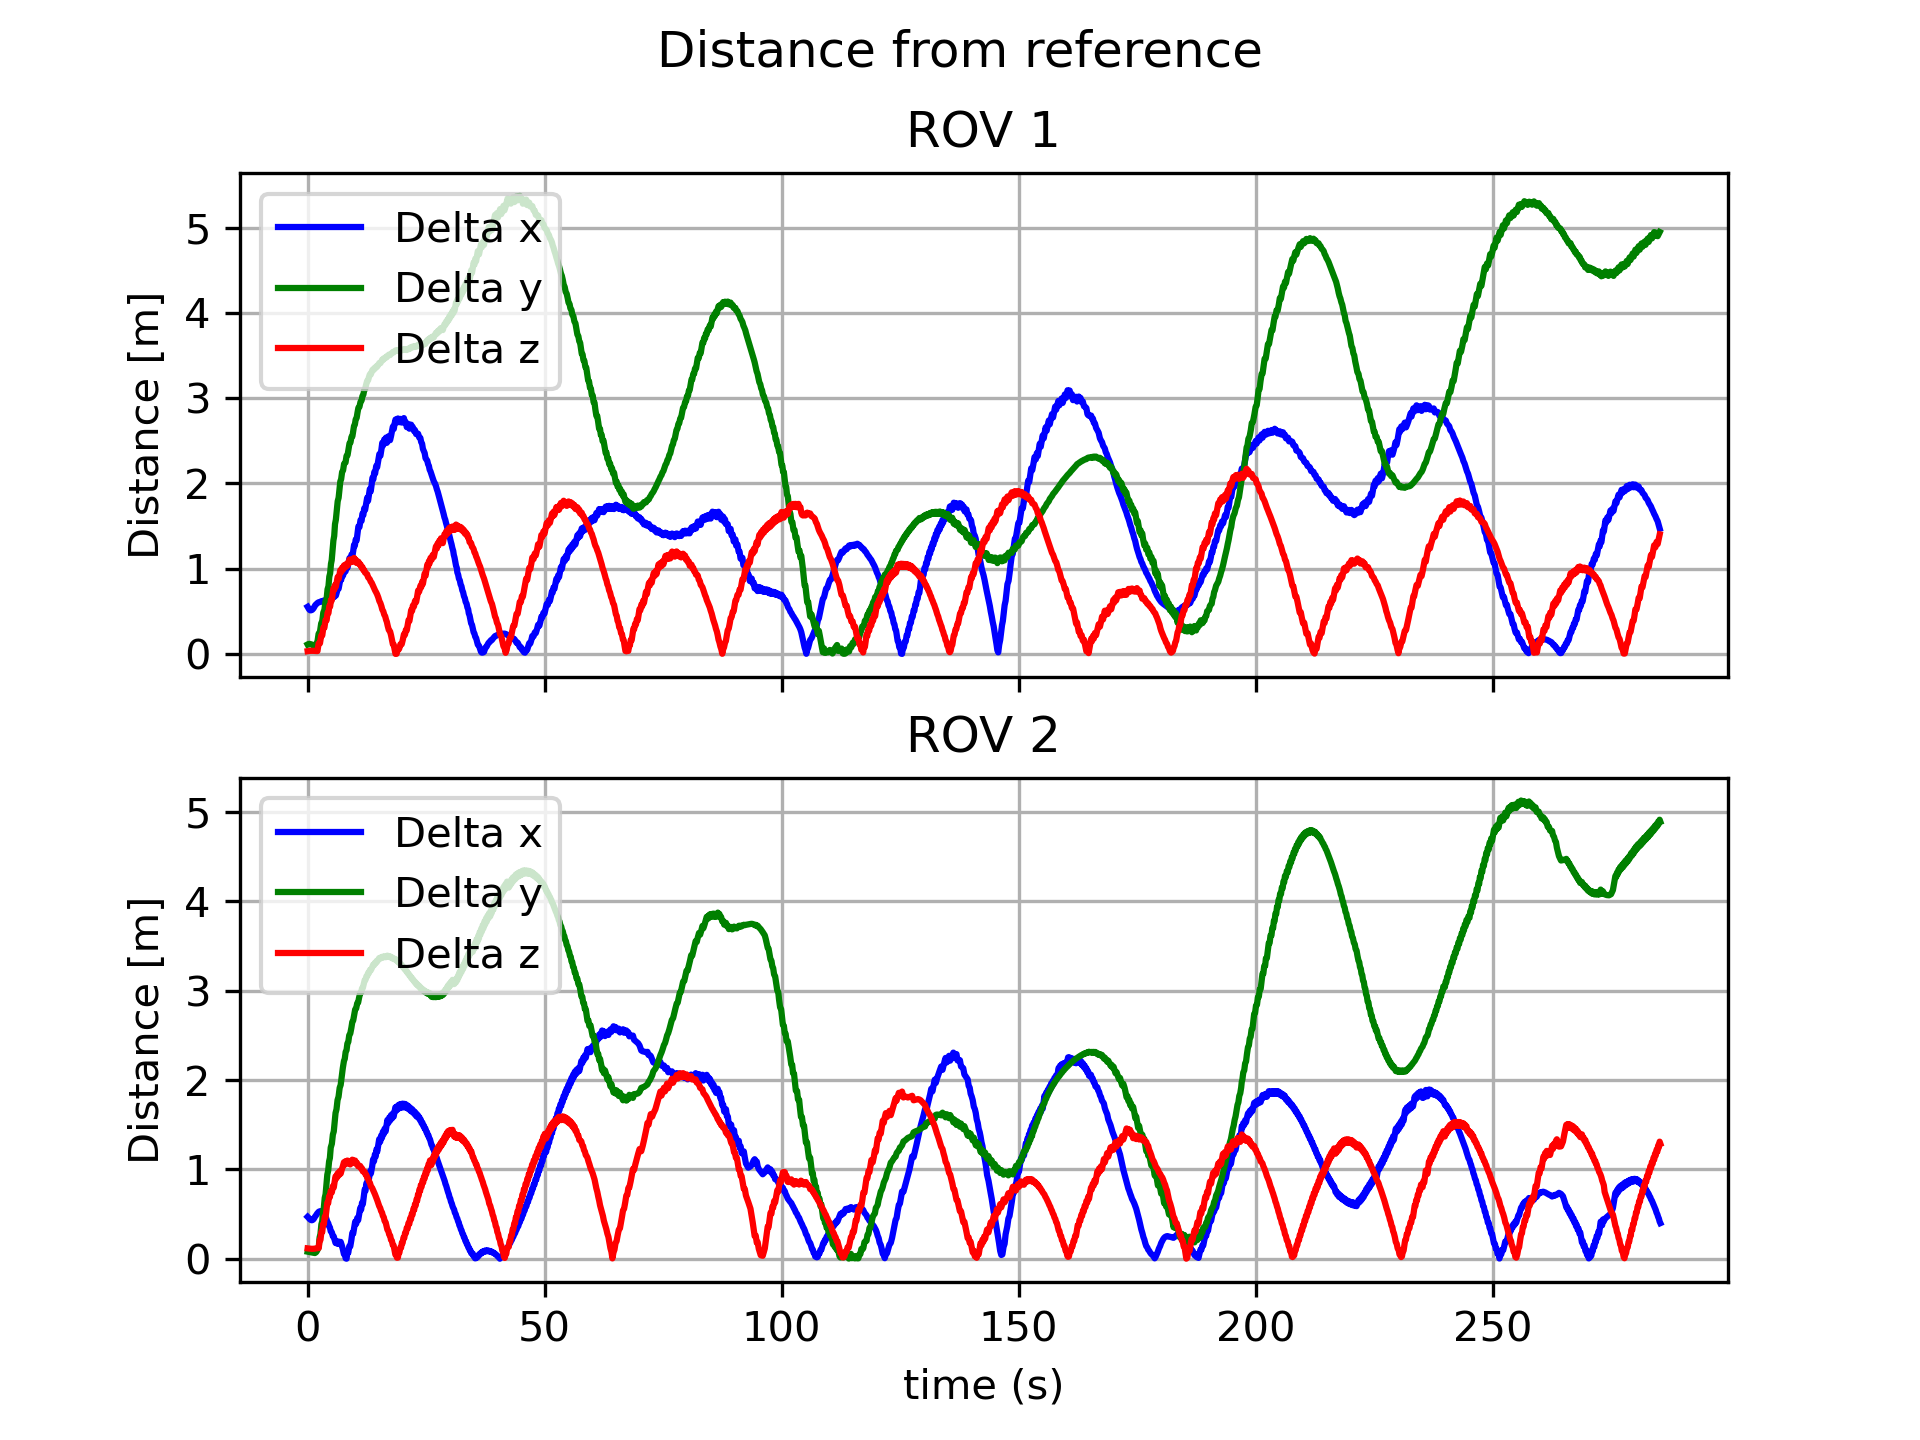 Distance from reference
ROV 1
Distance [m]
5
4
3
2
1
0
Delta x
Delta y
Delta z
ROV 2
Distance [m]
5
4
3
2
1
0
Delta x
Delta y
Delta z
0 50 100 150 200 250
time (s)